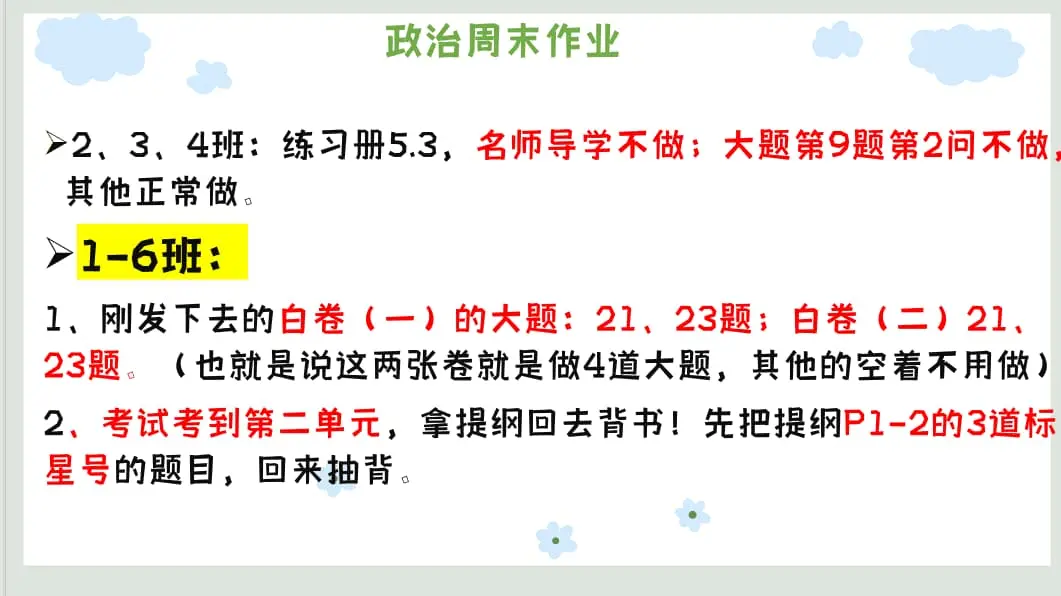 政治周末作业
➢2、3、4班：练习册5.3，名师导学不做；大题第9题第2问不做，
其他正常做。
➢1-6班：
1、刚发下去的白卷（一）的大题：21、23题；白卷（二）21、
23题。（也就是说这两张卷就是做4道大题，其他的空着不用做）
2、考试考到第二单元，拿提纲回去背书！先把提纲P1-2的3道标
星号的题目，回来抽背。